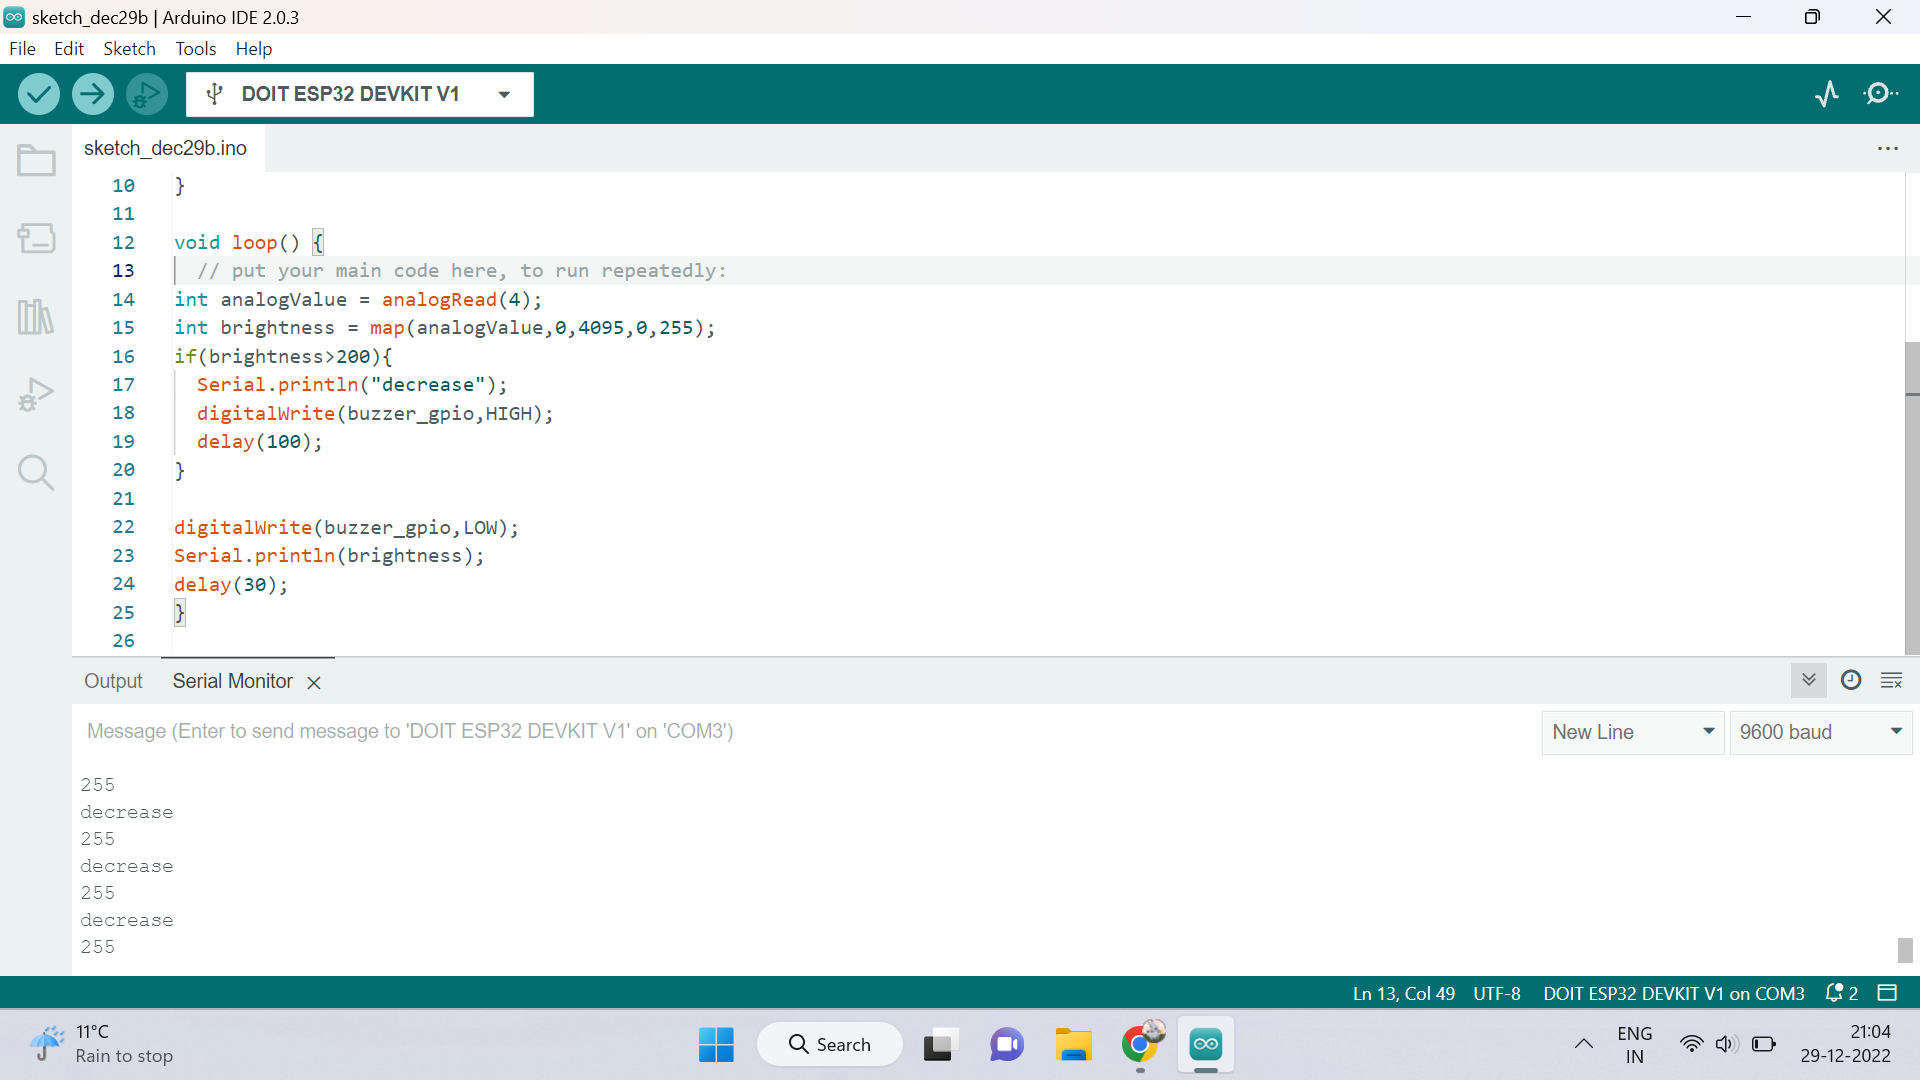 sketch_dec29b | Arduino IDE 2.0.3
File Edit Sketch Tools Help
DOIT ESP32 DEVKIT V1
sketch_dec29b.ino
10 }
11
12 void loop() {
13 // put your main code here, to run repeatedly:
14 int analogValue = analogRead(4);
15 int brightness = map(analogValue,0,4095,0,255);
16 if(brightness>200){
17 Serial.println("decrease");
18 digitalWrite(buzzer_gpio,HIGH);
19 delay(100);
20 }
21
22 digitalWrite(buzzer_gpio,LOW);
23 Serial.println(brightness);
24 delay(30);
25 }
26
Output Serial Monitor
Message (Enter to send message to 'DOIT ESP32 DEVKIT V1' on 'COM3')
New Line 9600 baud
255
decrease
255
decrease
255
decrease
255
Ln 13, Col 49 UTF-8 DOIT ESP32 DEVKIT V1 on COM3 2
11°C
Rain to stop
Search
ENG
IN
21:04
29-12-2022